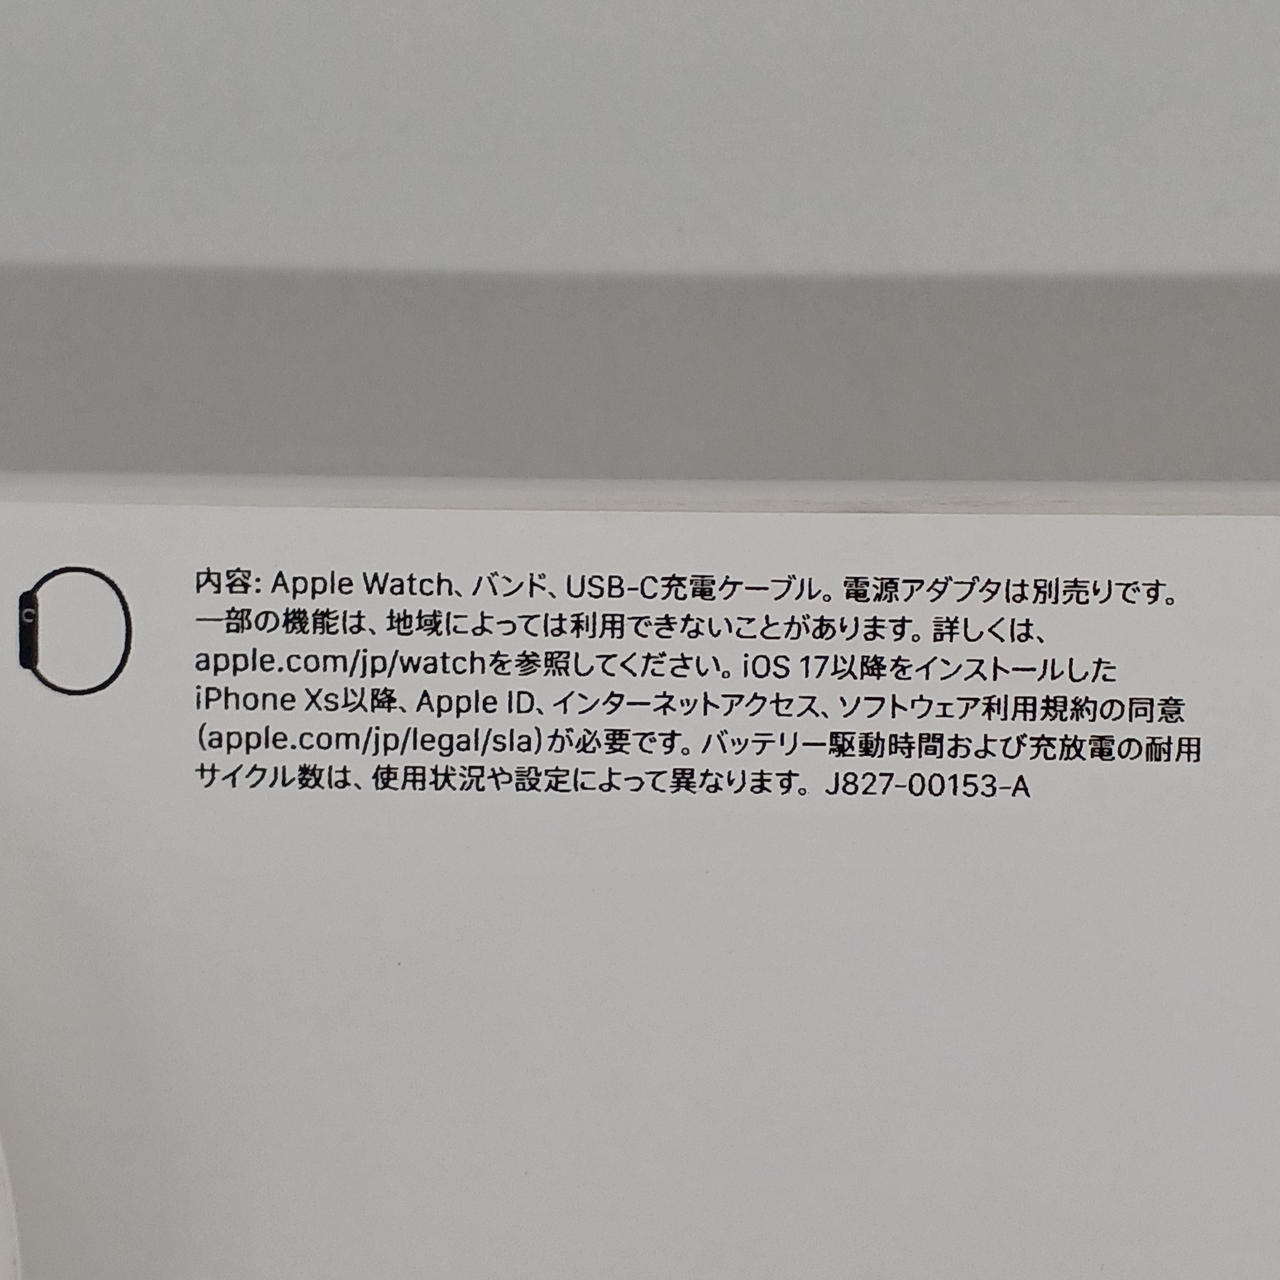 内容: Apple Watch、バンド、USB-C充電ケーブル。電源アダプタは別売りです。
一部の機能は、地域によっては利用できないことがあります。詳しくは、
apple.com/jp/watchを参照してください。iOS 17以降をインストールした
iPhone Xs以降、Apple ID、インターネットアクセス、ソフトウェア利用規約の同意
(apple.com/jp/legal/sla)が必要です。バッテリー駆動時間および充放電の耐用
サイクル数は、使用状況や設定によって異なります。 J827-00153-A